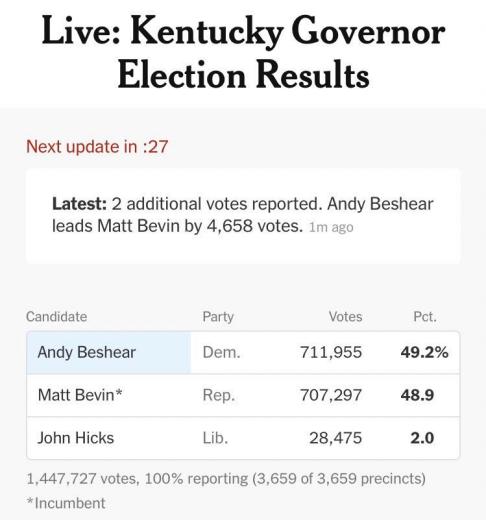 Live: Kentucky Governor
Election Results
Next update in :27
Latest: 2 additional votes reported. Andy Beshear
leads Matt Bevin by 4,658 votes. 1m ago
Candidate Party Votes Pct.
Andy Beshear Dem. 711,955 49.2%
Matt Bevin* Rep. 707,297 48.9
John Hicks Lib. 28,475 2.0
1,447,727 votes, 100% reporting (3,659 of 3,659 precincts)
*Incumbent